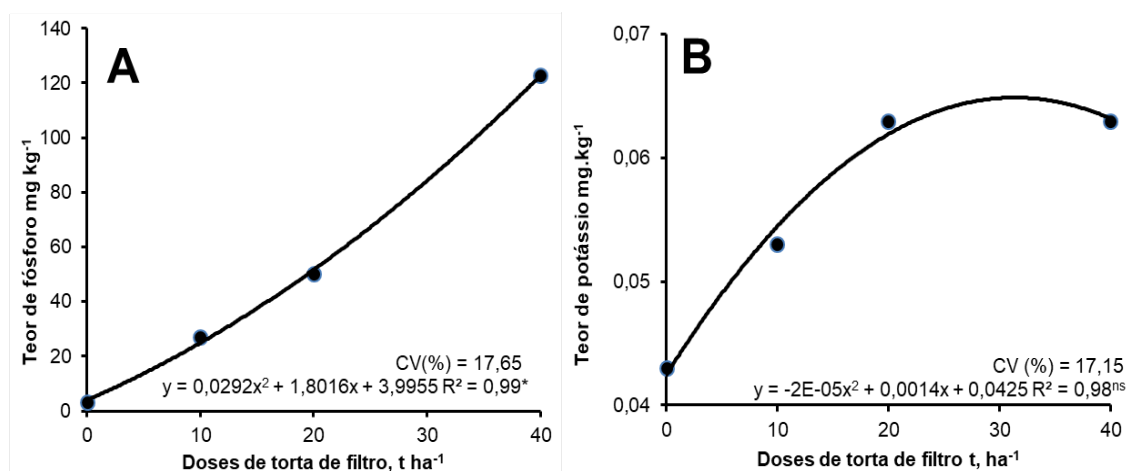 A
Teor de fósforo mg kg⁻¹
140
120
100
80
60
40
20
0
CV(%) = 17,65
y = 0,0292x² + 1,8016x + 3,9955 R² = 0,99*
0 10 20 30 40
Doses de torta de filtro, t ha⁻¹
B
Teor de potássio mg.kg⁻¹
0,07
0,06
0,05
0,04
CV (%) = 17,15
y = -2E-05x² + 0,0014x + 0,0425 R² = 0,98ⁿˢ
0 10 20 30 40
Doses de torta de filtro t, ha⁻¹